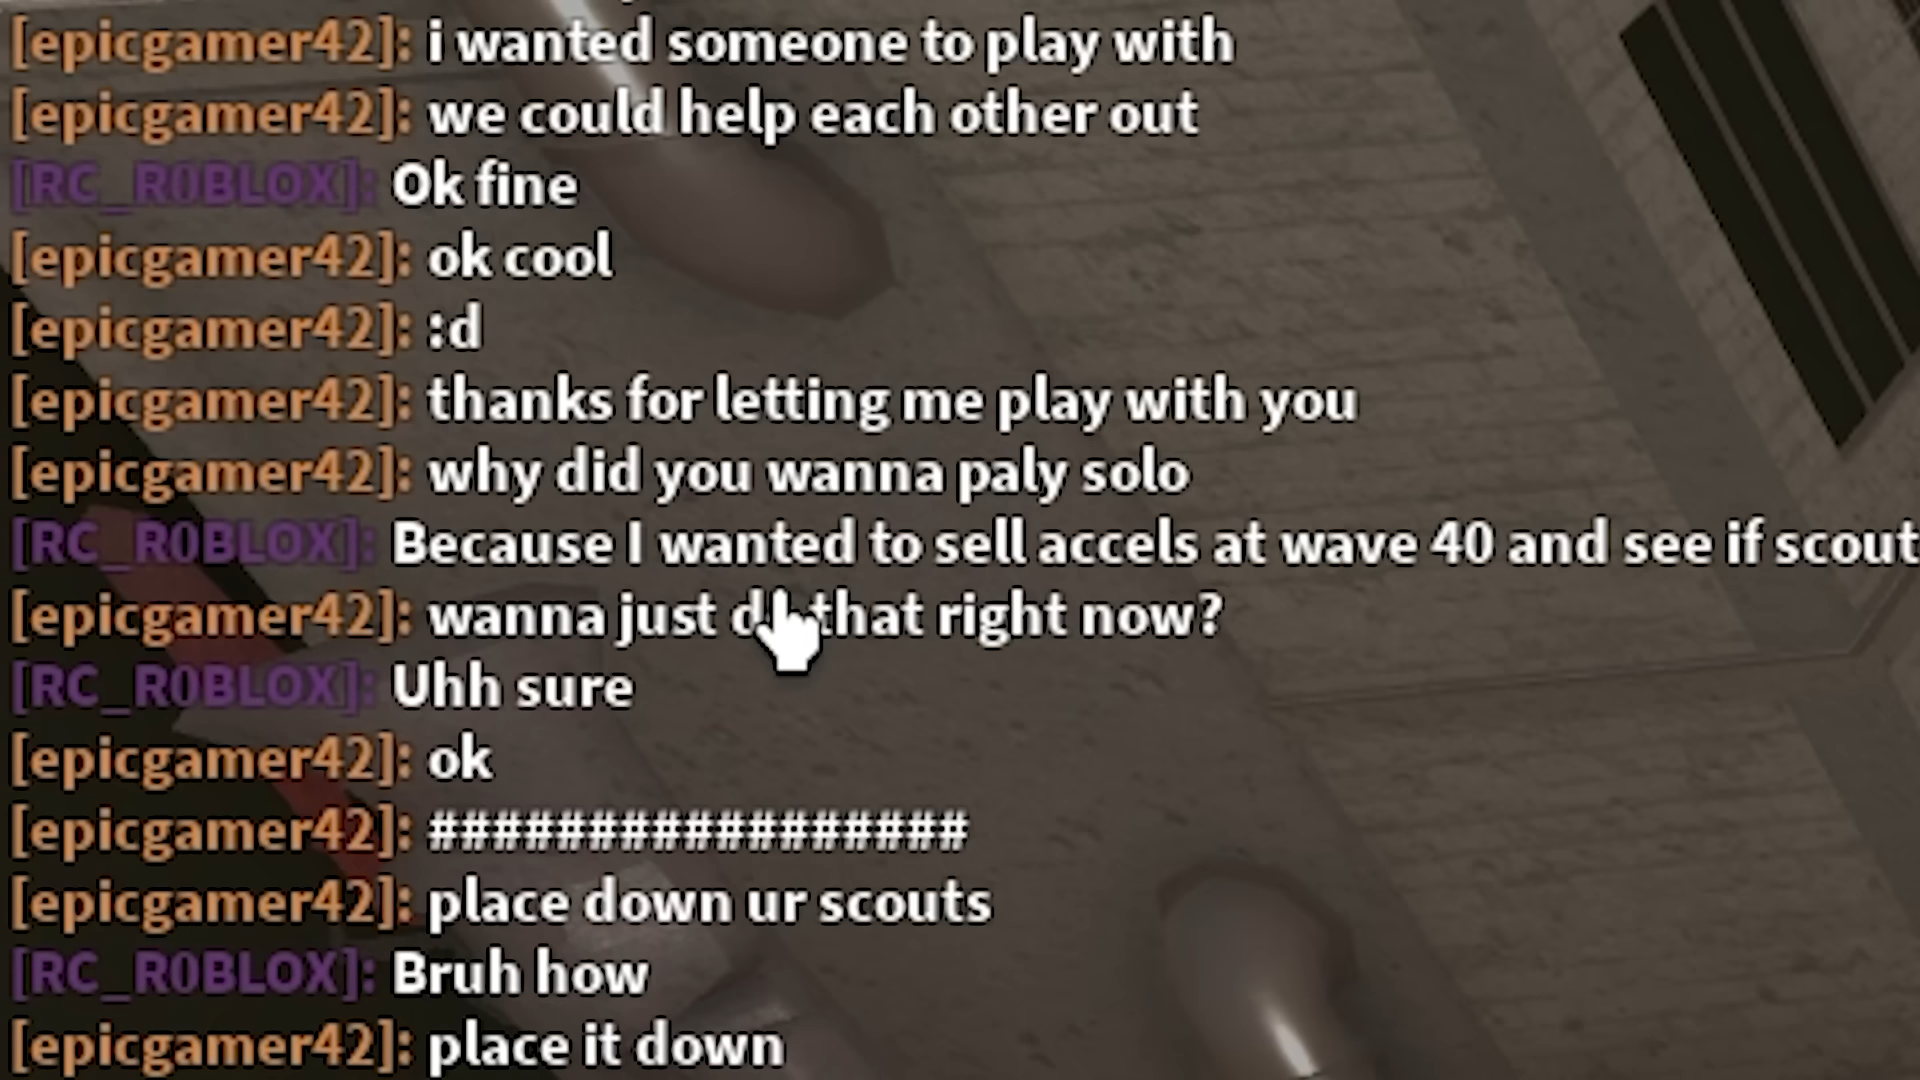 [epicgamer42]: i wanted someone to play with
[epicgamer42]: we could help each other out
[RC_R0BLOX]: Ok fine
[epicgamer42]: ok cool
[epicgamer42]: :d
[epicgamer42]: thanks for letting me play with you
[epicgamer42]: why did you wanna paly solo
[RC_R0BLOX]: Because I wanted to sell accels at wave 40 and see if scout
[epicgamer42]: wanna just that right now?
[RC_R0BLOX]: Uhh sure
[epicgamer42]: ok
[epicgamer42]: #################
[epicgamer42]: place down ur scouts
[RC_R0BLOX]: Bruh how
[epicgamer42]: place it down